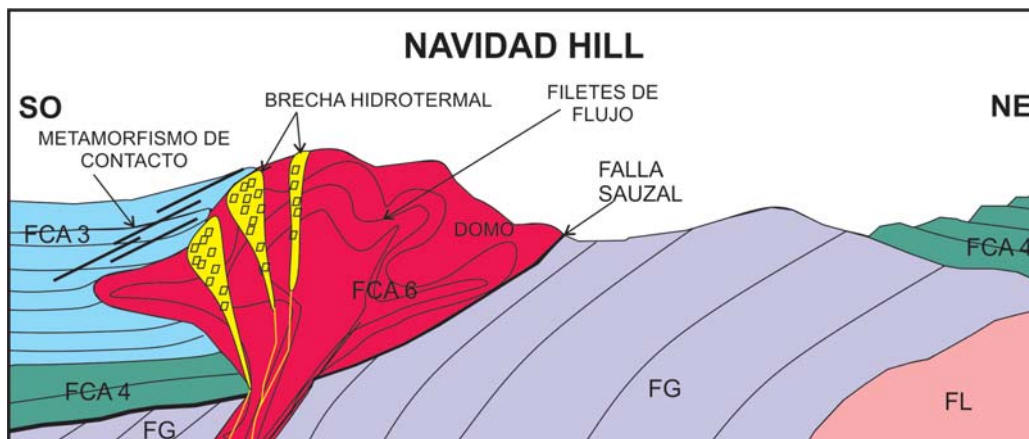 NAVIDAD HILL
SO
NE
BRECHA HIDROTERMAL
FILETES DE
FLUJO
METAMORFISMO DE
CONTACTO
FALLA
SAUZAL
FCA 3
DOMO
FCA 4
FCA 6
FCA 4
FG
FG
FL